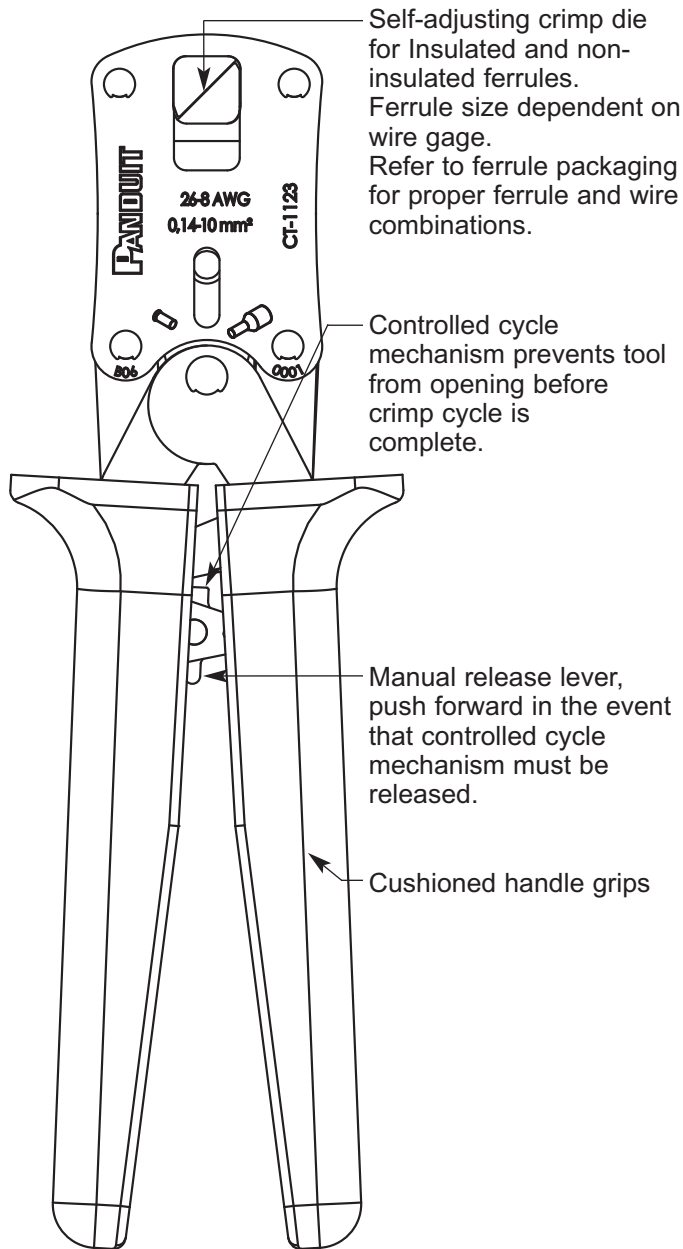 Self-adjusting crimp die
for Insulated and non-
insulated ferrules.
Ferrule size dependent on
wire gage.
Refer to ferrule packaging
for proper ferrule and wire
combinations.
PANDUIT
26-8 AWG
0,14-10 mm²
CT-1123
B06
0001
Controlled cycle
mechanism prevents tool
from opening before
crimp cycle is
complete.
Manual release lever,
push forward in the event
that controlled cycle
mechanism must be
released.
Cushioned handle grips